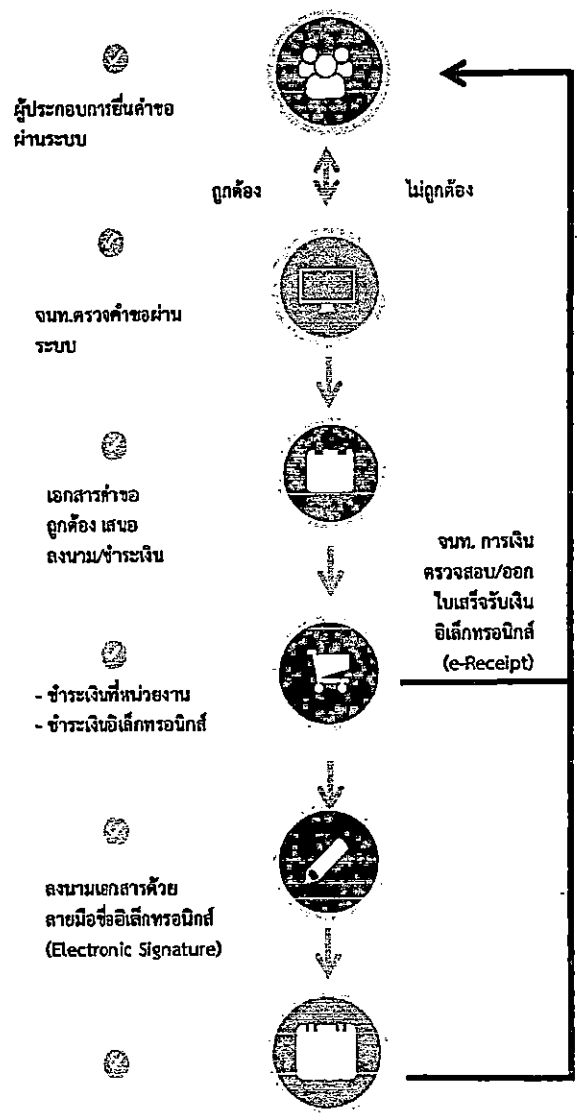 ผู้ประกอบการยื่นคำขอ
ผ่านระบบ
ถูกต้อง
ไม่ถูกต้อง
จนท.ตรวจคำขอผ่าน
ระบบ
เอกสารคำขอ
ถูกต้อง เสนอ
ลงนาม/ชำระเงิน
จนท. การเงิน
ตรวจสอบ/ออก
ใบเสร็จรับเงิน
อิเล็กทรอนิกส์
(e-Receipt)
- ชำระเงินที่หน่วยงาน
- ชำระเงินอิเล็กทรอนิกส์
ลงนามเอกสารด้วย
ลายมือชื่ออิเล็กทรอนิกส์
(Electronic Signature)